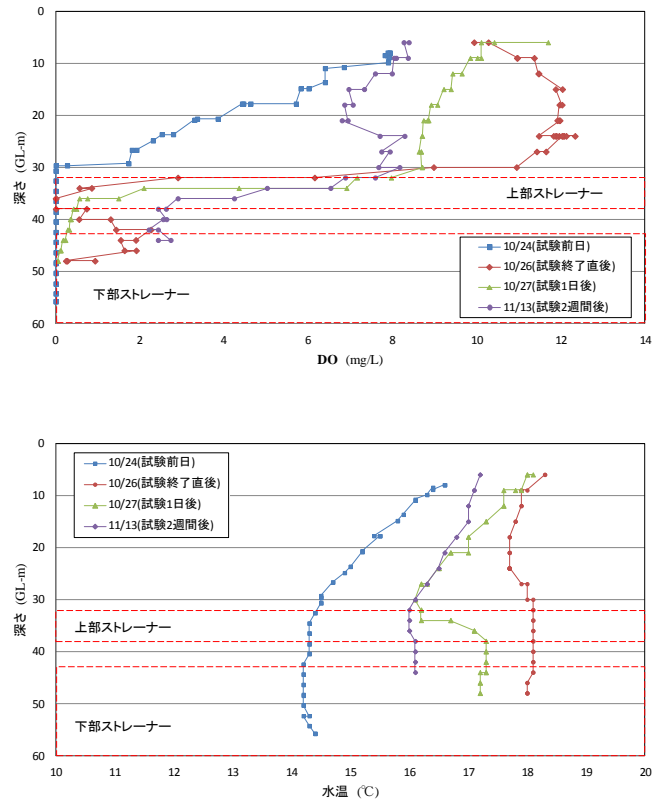 0
10
20
30
40
50
60
深さ (GL-m)
上部ストレーナー
下部ストレーナー
10/24(試験前日)
10/26(試験終了直後)
10/27(試験1日後)
11/13(試験2週間後)
0 2 4 6 8 10 12 14
DO (mg/L)
0
10
20
30
40
50
60
深さ (GL-m)
10/24(試験前日)
10/26(試験終了直後)
10/27(試験1日後)
11/13(試験2週間後)
上部ストレーナー
下部ストレーナー
10 11 12 13 14 15 16 17 18 19 20
水温 (℃)